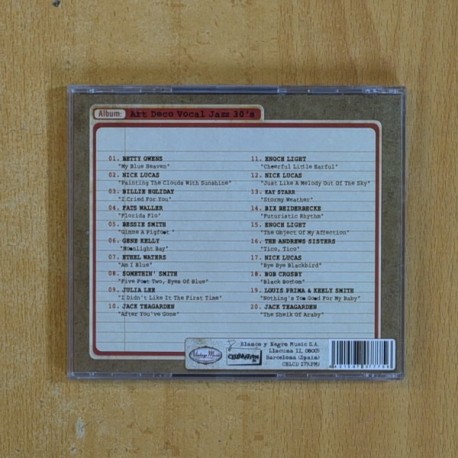 Album: Art Deco Vocal Jazz 30's
01. BETTY OWENS
"My Blue Heaven"
02. NICK LUCAS
"Painting The Clouds With Sunshine"
03. BILLIE HOLIDAY
"I Cried For You"
04. FATS WALLER
"Florida Flo"
05. BESSIE SMITH
"Gimme A Pigfoot"
06. GENE KELLY
"Moonlight Bay"
07. ETHEL WATERS
"Am I Blue"
08. SOMETHIN' SMITH
"Five Foot Two, Eyes Of Blue"
09. JULIA LEE
"I Didn't Like It The First Time"
10. JACK TEAGARDEN
"After You've Gone"
11. ENOCH LIGHT
"Cheerful Little Earful"
12. NICK LUCAS
"Just Like A Melody Out Of The Sky"
13. KAY STARR
"Stormy Weather"
14. BIX BEIDERBECKE
"Futuristic Rhythm"
15. ENOCH LIGHT
"The Object Of My Affection"
16. THE ANDREWS SISTERS
"Tico, Tico"
17. NICK LUCAS
"Bye Bye Blackbird"
18. BOB CROSBY
"Black Bottom"
19. LOUIS PRIMA & KEELY SMITH
"Nothing's Too Good For My Baby"
20. JACK TEAGARDEN
"The Sheik Of Araby"
Vintage Music
Blanco y Negro Music S.A.
Barcelona (Spain)